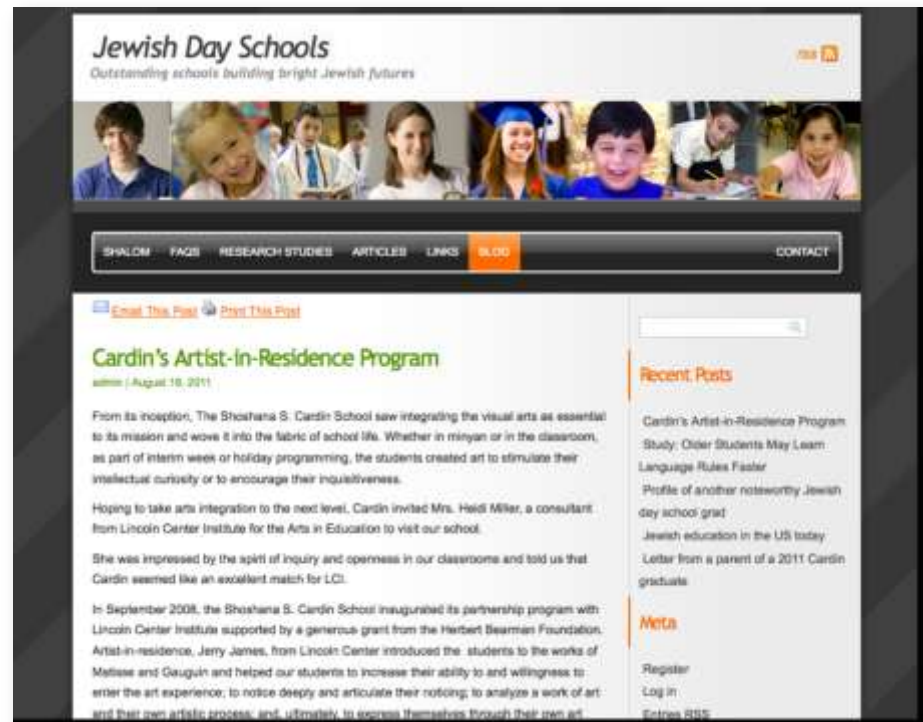 Jewish Day Schools
Outstanding schools building bright Jewish futures
rss
SHALOM FAQS RESEARCH STUDIES ARTICLES LINKS BLOG CONTACT
Email This Post Print This Post
Cardin's Artist-in-Residence Program
admin | August 18, 2011
From its inception, The Shoshana S. Cardin School saw integrating the visual arts as essential
to its mission and wove it into the fabric of school life. Whether in minyan or in the classroom,
as part of interim week or holiday programming, the students created art to stimulate their
intellectual curiosity or to encourage their inquisitiveness.
Hoping to take arts integration to the next level, Cardin invited Mrs. Heidi Miller, a consultant
from Lincoln Center Institute for the Arts in Education to visit our school.
She was impressed by the spirit of inquiry and openness in our classrooms and told us that
Cardin seemed like an excellent match for LCI.
In September 2008, the Shoshana S. Cardin School inaugurated its partnership program with
Lincoln Center Institute supported by a generous grant from the Herbert Bearman Foundation.
Artist-in-residence, Jerry James, from Lincoln Center introduced the students to the works of
Matisse and Gauguin and helped our students to increase their ability to and willingness to
enter the art experience; to notice deeply and articulate their noticing; to analyze a work of art
and their own artistic process; and, ultimately, to express themselves through their own art
Recent Posts
Cardin's Artist-in-Residence Program
Study: Older Students May Learn
Language Rules Faster
Profile of another noteworthy Jewish
day school grad
Jewish education in the US today
Letter from a parent of a 2011 Cardin
graduate
Meta
Register
Log in
Entries RSS